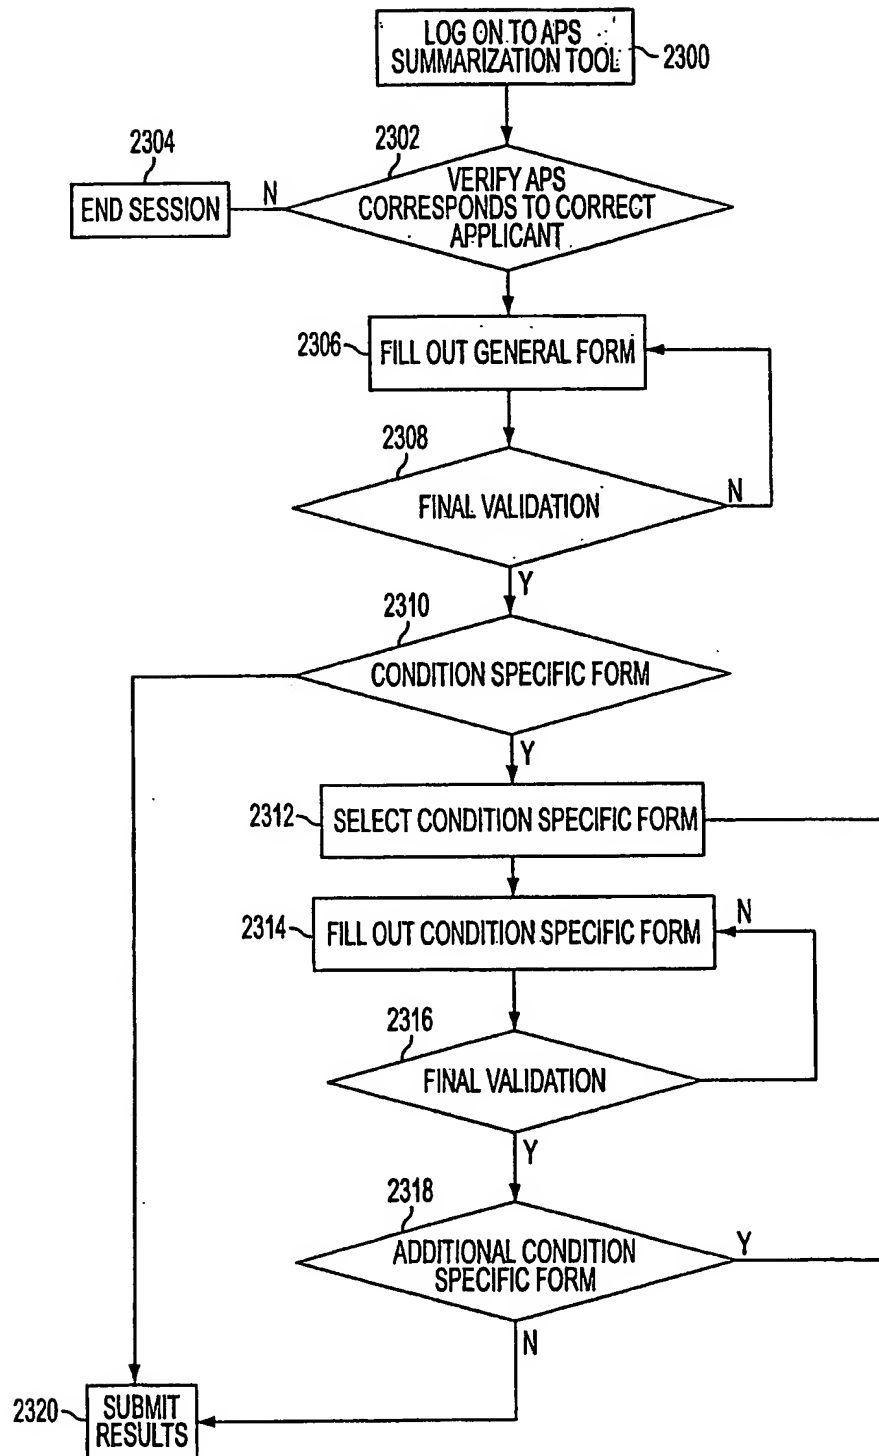 LOG ON TO APS
SUMMARIZATION TOOL
2300
2304
2302
END SESSION
N
VERIFY APS
CORRESPONDS TO CORRECT
APPLICANT
2306
FILL OUT GENERAL FORM
2308
FINAL VALIDATION
N
Y
2310
CONDITION SPECIFIC FORM
Y
2312
SELECT CONDITION SPECIFIC FORM
2314
FILL OUT CONDITION SPECIFIC FORM
N
2316
FINAL VALIDATION
Y
2318
ADDITIONAL CONDITION
SPECIFIC FORM
Y
N
2320
SUBMIT
RESULTS